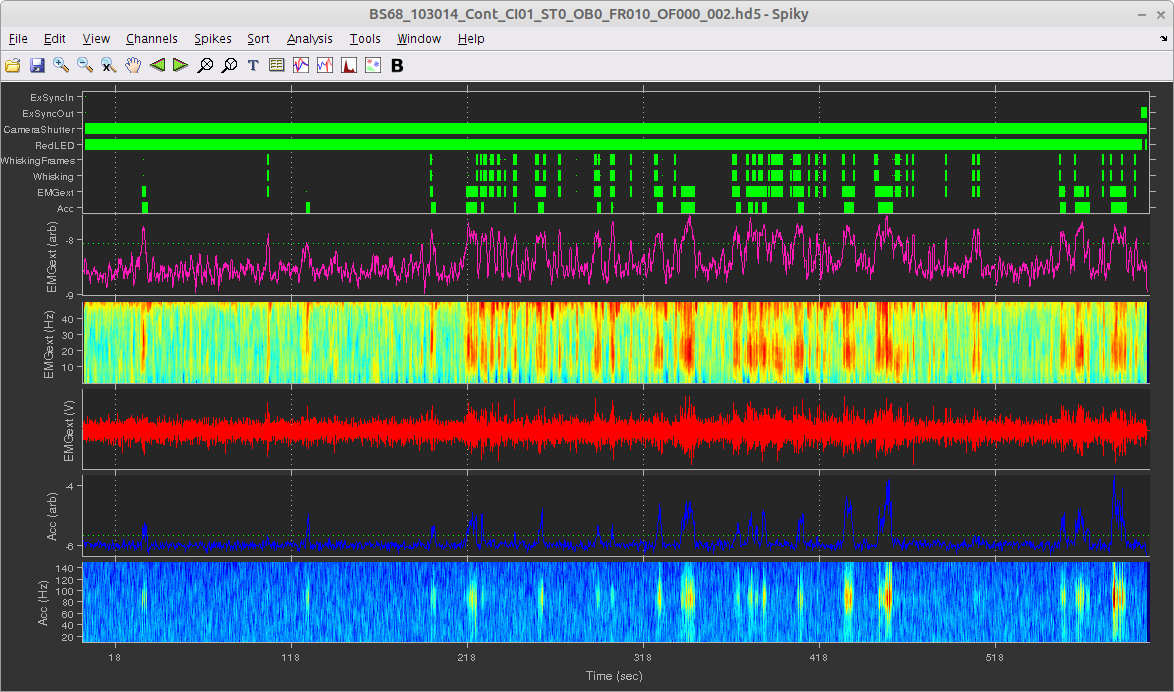 BS68_103014_Cont_CI01_ST0_OB0_FR010_OF000_002.hd5 - Spiky
File Edit View Channels Spikes Sort Analysis Tools Window Help
T B
ExSyncIn
ExSyncOut
CameraShutter
RedLED
WhiskingFrames
Whisking
EMGext
Acc
EMGext (arb)
-8
-9
EMGext (Hz)
40
30
20
10
EMGext (V)
Acc (arb)
-4
-6
Acc (Hz)
140
120
100
80
60
40
20
18 118 218 318 418 518
Time (sec)